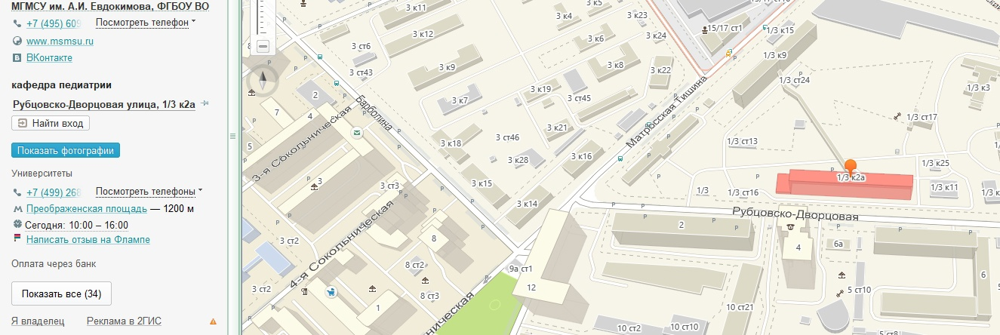 МГМСУ им. А.И. Евдокимова, ФГБОУ ВО
+7 (495) 609 Посмотреть телефон
www.msmsu.ru
ВКонтакте
кафедра педиатрии
Рубцовско-Дворцовая улица, 1/3 к2а
Найти вход
Показать фотографии
Университеты
+7 (499) 268 Посмотреть телефоны
Преображенская площадь — 1200 м
Сегодня: 10:00 – 16:00
Написать отзыв на Флампе
Оплата через банк
Показать все (34)
Я владелец Реклама в 2ГИС
3 к11
3 к12
3 ст6
3 ст43
3 к9
3 к7
3 к6
3 к5
3 к23
3 к24
3 к22
3 к19
3 ст45
3 к21
3 ст46
3 к18
3 к28
3 к16
3 к15
3 к14
15/17 ст1
1/3 к15
1/3 к9
1/3 ст24
1/3 к3
1/3 ст17
1/3 ст13
1/3 к25
1/3 к2а
1/3 к11
1/3
1/3 ст16
2
7
4
5
3
3 ст3
3 ст2
3 ст2
8
8 ст2
8 ст3
1
9а ст1
12
2
4
6а
6
5 ст10
5 ст8
10 ст21
10 ст2
10 ст10
Барболина
3-я Сокольническая
4-я Сокольническая
Матросская Тишина
Рубцовско-Дворцовая
ническая